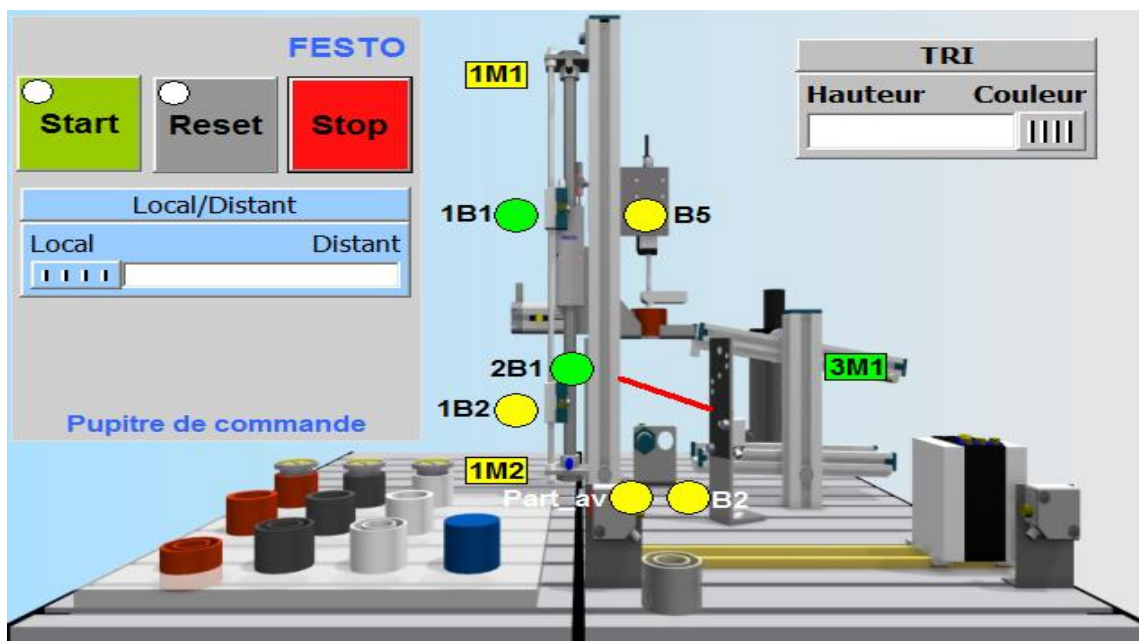 FESTO
Start
Reset
Stop
Local/Distant
Local
Distant
Pupitre de commande
1M1
1B1
B5
2B1
1B2
1M2
3M1
Part_av
B2
TRI
Hauteur
Couleur